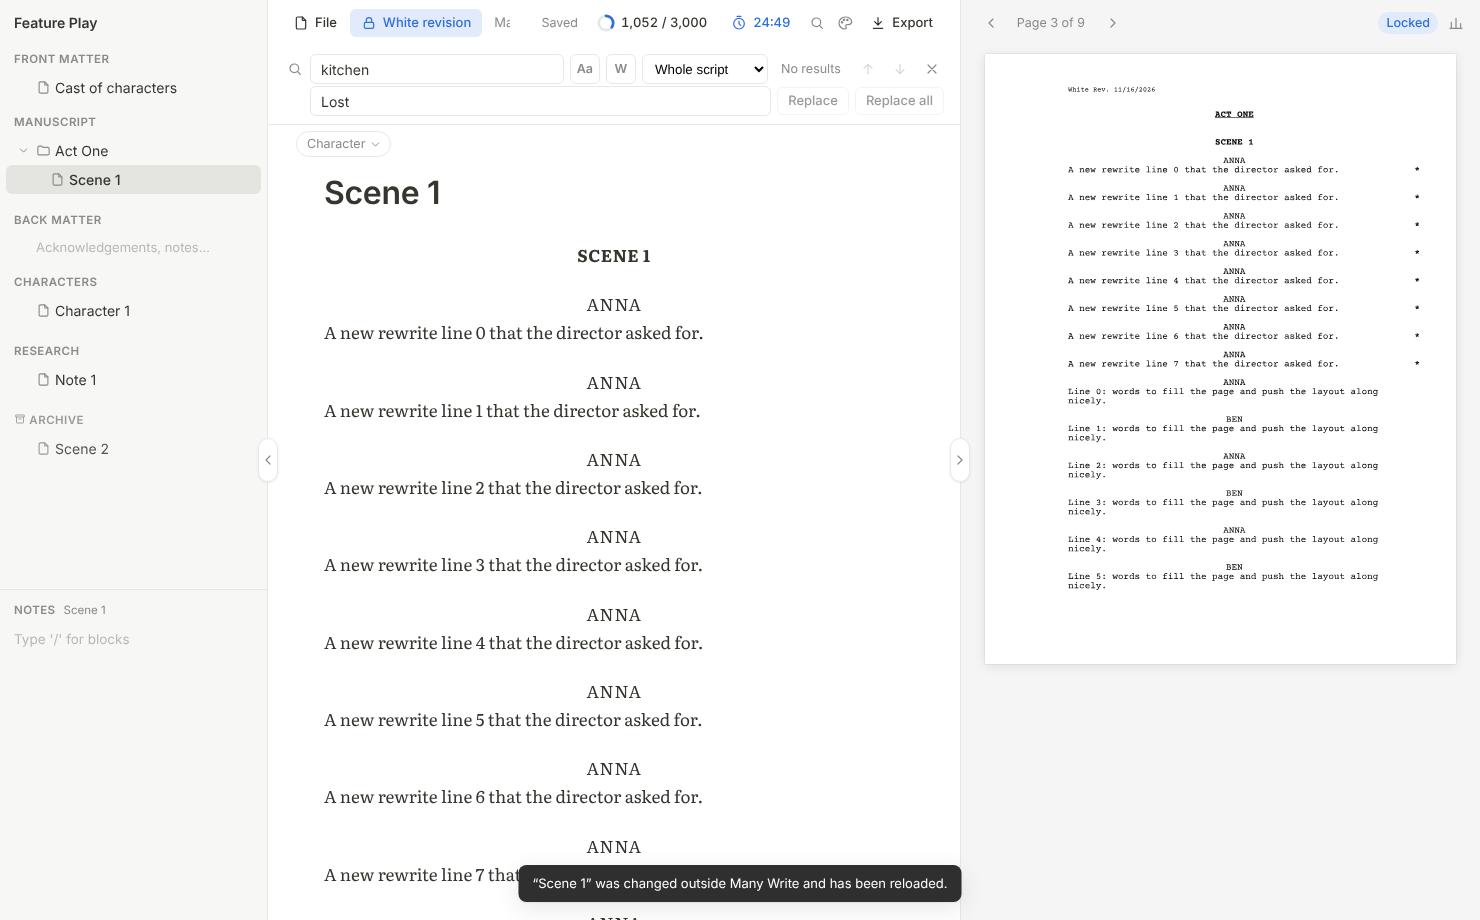 Feature Play
FRONT MATTER
Cast of characters
MANUSCRIPT
Act One
Scene 1
BACK MATTER
Acknowledgements, notes...
CHARACTERS
Character 1
RESEARCH
Note 1
ARCHIVE
Scene 2
NOTES Scene 1
Type '/' for blocks
File White revision Saved 1,052 / 3,000 24:49 Export
kitchen Aa W Whole script No results
Lost Replace Replace all
Character
Scene 1
SCENE 1
ANNA
A new rewrite line 0 that the director asked for.
ANNA
A new rewrite line 1 that the director asked for.
ANNA
A new rewrite line 2 that the director asked for.
ANNA
A new rewrite line 3 that the director asked for.
ANNA
A new rewrite line 4 that the director asked for.
ANNA
A new rewrite line 5 that the director asked for.
ANNA
A new rewrite line 6 that the director asked for.
ANNA
A new rewrite line 7 that
“Scene 1” was changed outside Many Write and has been reloaded.
Page 3 of 9 Locked
White Rev. 11/16/2026
ACT ONE
SCENE 1
ANNA
A new rewrite line 0 that the director asked for. *
ANNA
A new rewrite line 1 that the director asked for. *
ANNA
A new rewrite line 2 that the director asked for. *
ANNA
A new rewrite line 3 that the director asked for. *
ANNA
A new rewrite line 4 that the director asked for. *
ANNA
A new rewrite line 5 that the director asked for. *
ANNA
A new rewrite line 6 that the director asked for. *
ANNA
A new rewrite line 7 that the director asked for. *
ANNA
Line 0: words to fill the page and push the layout along
nicely.
BEN
Line 1: words to fill the page and push the layout along
nicely.
ANNA
Line 2: words to fill the page and push the layout along
nicely.
BEN
Line 3: words to fill the page and push the layout along
nicely.
ANNA
Line 4: words to fill the page and push the layout along
nicely.
BEN
Line 5: words to fill the page and push the layout along
nicely.